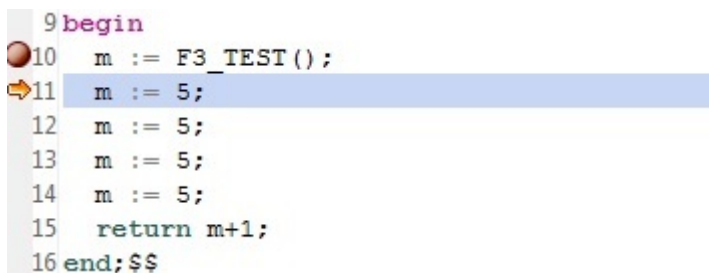 9 begin
10 m := F3_TEST();
11 m := 5;
12 m := 5;
13 m := 5;
14 m := 5;
15 return m+1;
16 end;$$